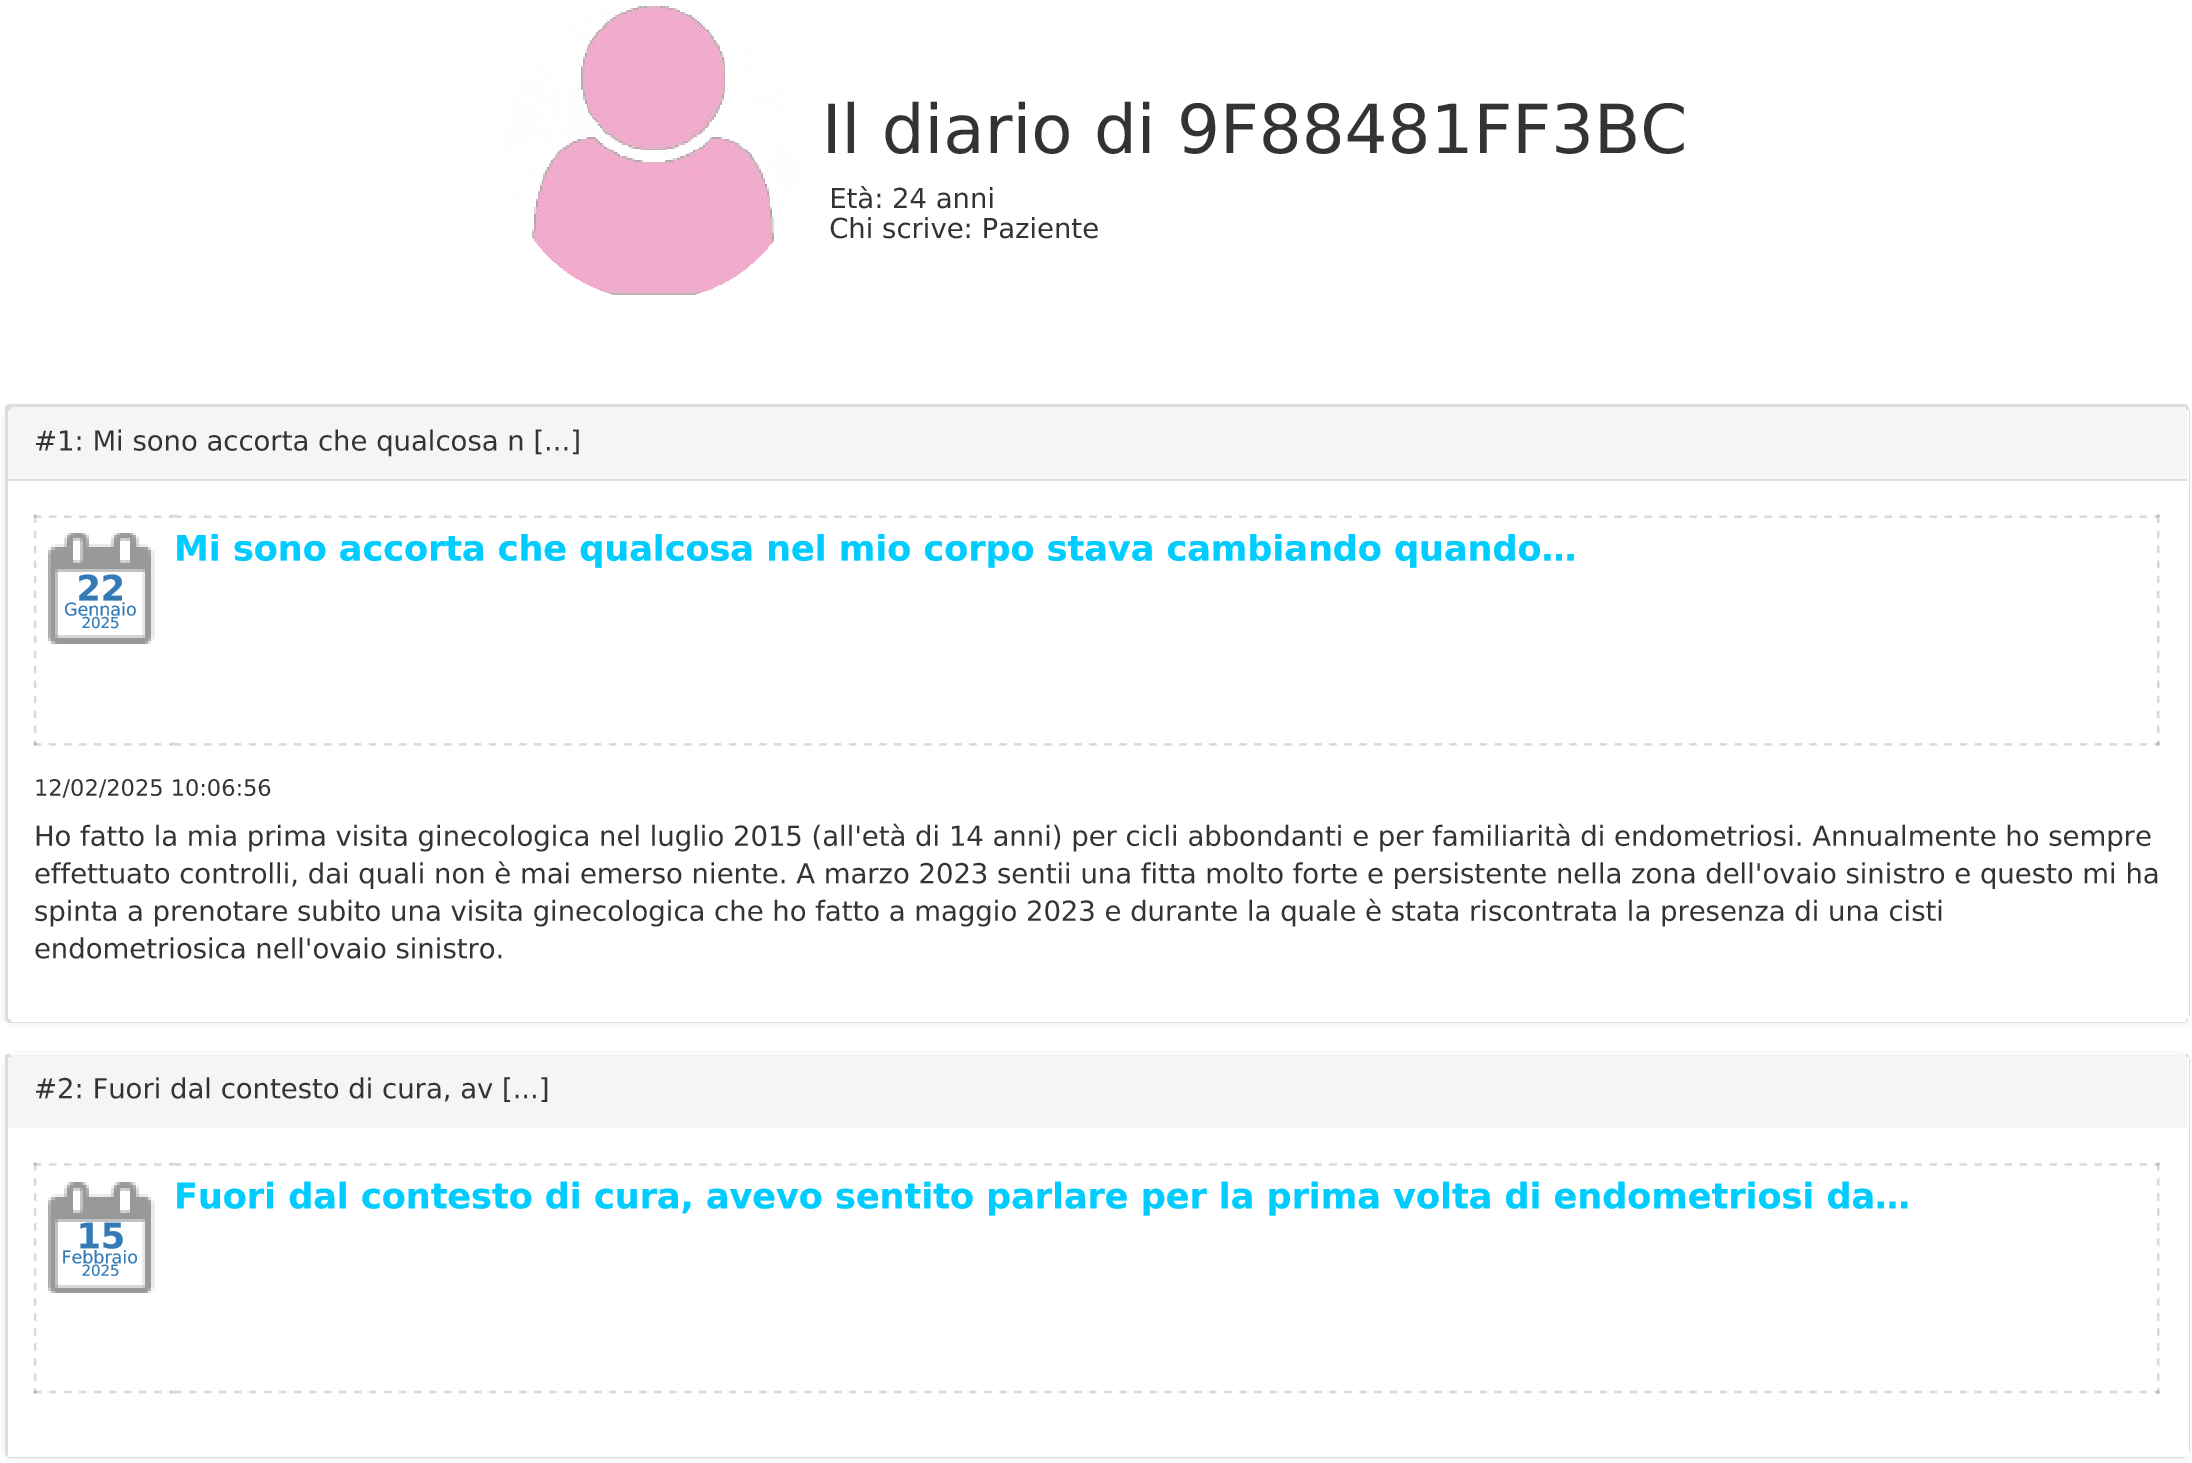 Il diario di 9F88481FF3BC
Età: 24 anni
Chi scrive: Paziente
#1: Mi sono accorta che qualcosa n [...]
Mi sono accorta che qualcosa nel mio corpo stava cambiando quando…
22
Gennaio
2025
12/02/2025 10:06:56
Ho fatto la mia prima visita ginecologica nel luglio 2015 (all'età di 14 anni) per cicli abbondanti e per familiarità di endometriosi. Annualmente ho sempre
effettuato controlli, dai quali non è mai emerso niente. A marzo 2023 sentii una fitta molto forte e persistente nella zona dell'ovaio sinistro e questo mi ha
spinta a prenotare subito una visita ginecologica che ho fatto a maggio 2023 e durante la quale è stata riscontrata la presenza di una cisti
endometriosica nell'ovaio sinistro.
#2: Fuori dal contesto di cura, av [...]
Fuori dal contesto di cura, avevo sentito parlare per la prima volta di endometriosi da…
15
Febbraio
2025